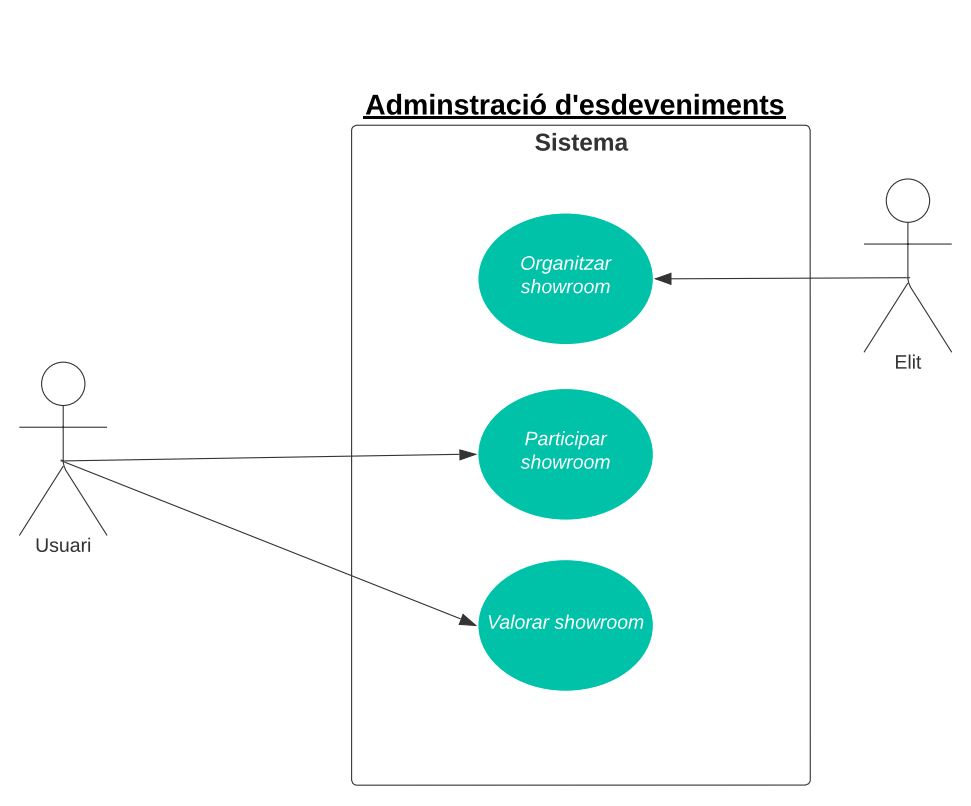 Adminstració d'esdeveniments
Sistema
Organitzar
showroom
Elit
Participar
showroom
Usuari
Valorar showroom